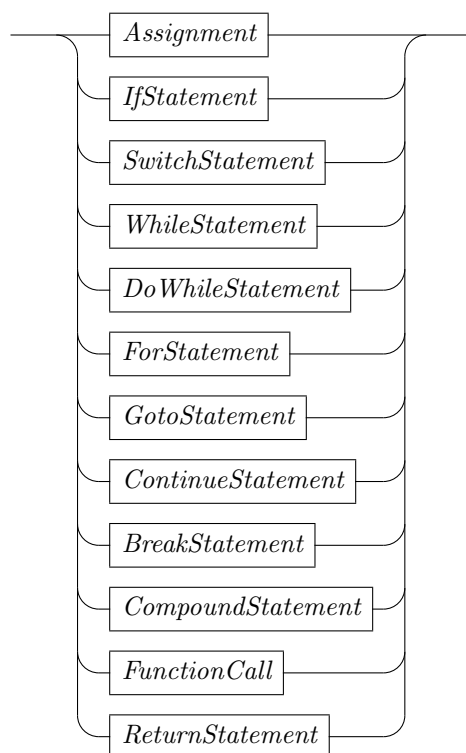 Assignment
IfStatement
SwitchStatement
WhileStatement
DoWhileStatement
ForStatement
GotoStatement
ContinueStatement
BreakStatement
CompoundStatement
FunctionCall
ReturnStatement